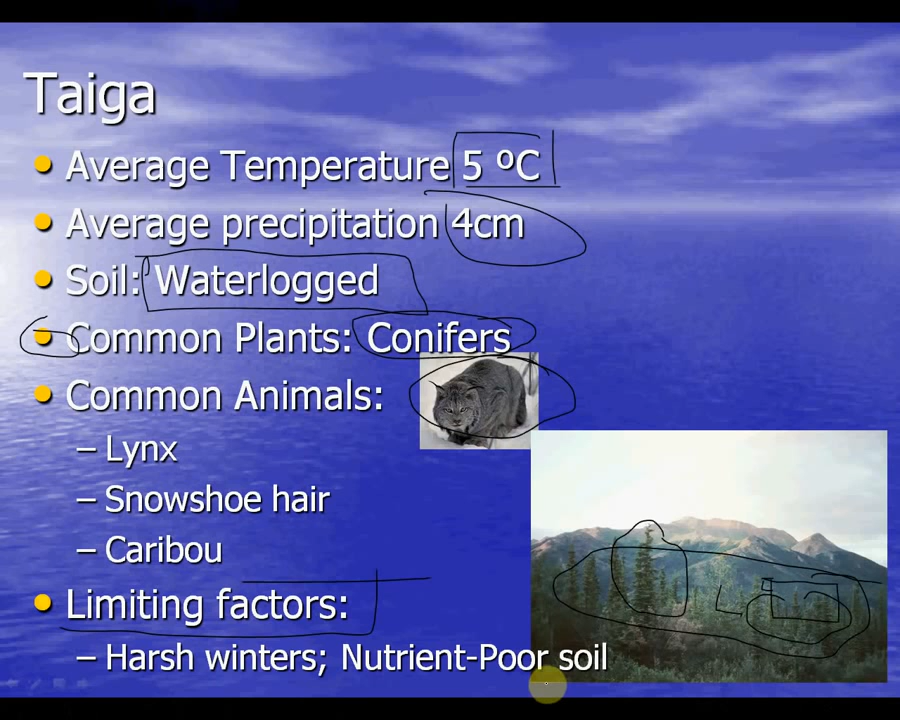 Taiga
Average Temperature 5 ºC
Average precipitation 4cm
Soil: Waterlogged
Common Plants: Conifers
Common Animals:
– Lynx
– Snowshoe hair
– Caribou
Limiting factors:
– Harsh winters; Nutrient-Poor soil